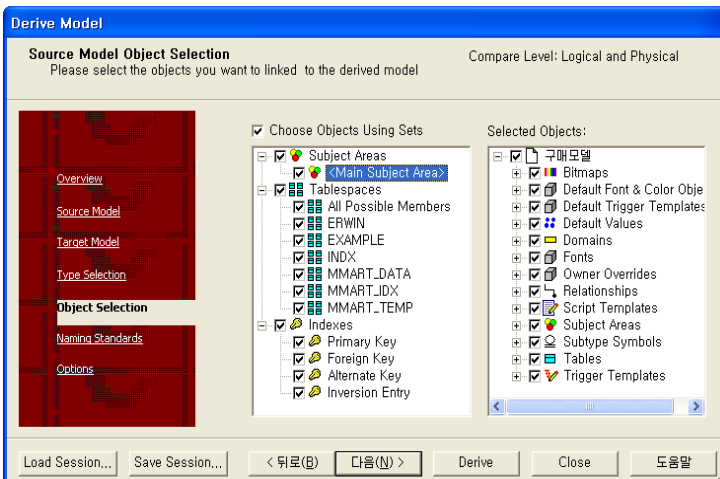 Derive Model
Source Model Object Selection
Please select the objects you want to linked to the derived model
Compare Level: Logical and Physical
Overview
Source Model
Target Model
Type Selection
Object Selection
Naming Standards
Options
Choose Objects Using Sets
Subject Areas
<Main Subject Area>
Tablespaces
All Possible Members
ERWIN
EXAMPLE
INDX
MMART_DATA
MMART_IDX
MMART_TEMP
Indexes
Primary Key
Foreign Key
Alternate Key
Inversion Entry
Selected Objects:
구매모델
Bitmaps
Default Font & Color Obje
Default Trigger Templates
Default Values
Domains
Fonts
Owner Overrides
Relationships
Script Templates
Subject Areas
Subtype Symbols
Tables
Trigger Templates
Load Session... Save Session... < 뒤로(B) 다음(N) > Derive Close 도움말